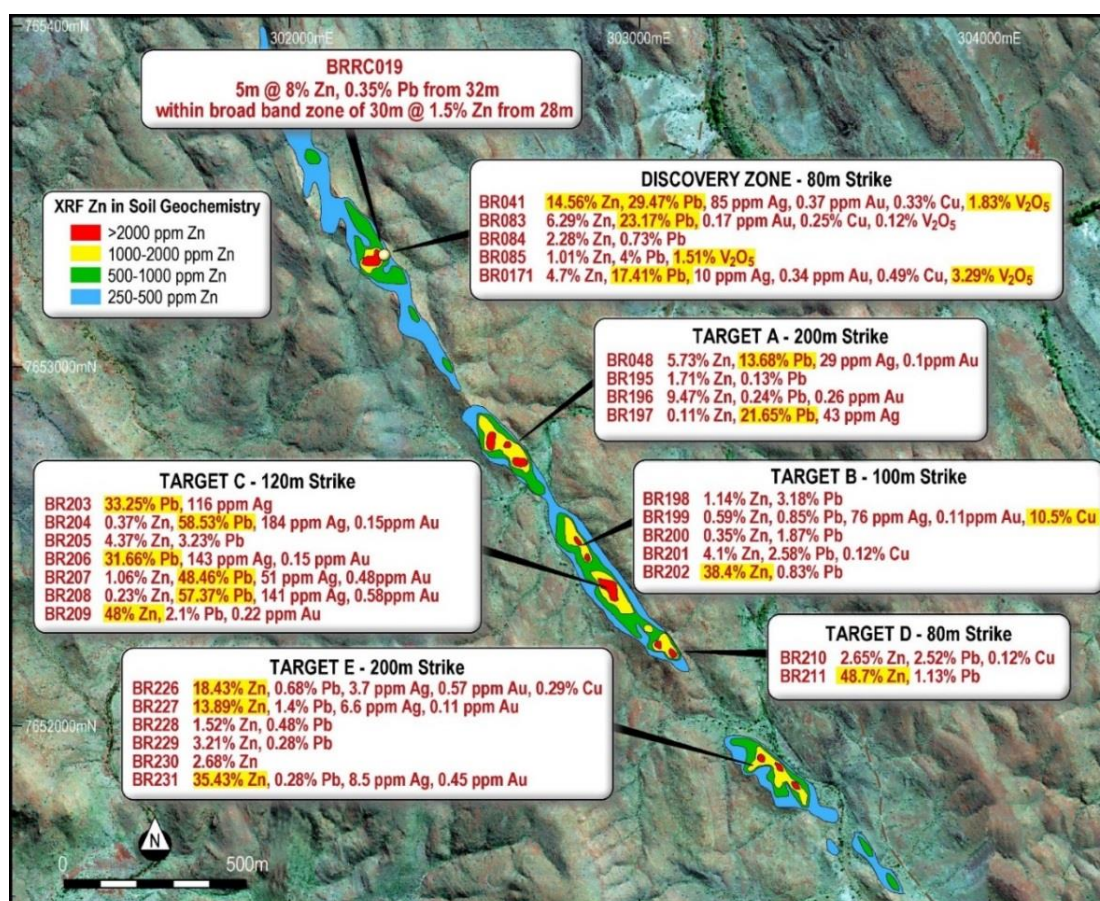 765400mN
302000mE
303000mE
304000mE
BRRC019
5m @ 8% Zn, 0.35% Pb from 32m
within broad band zone of 30m @ 1.5% Zn from 28m
DISCOVERY ZONE - 80m Strike
BR041 14.56% Zn, 29.47% Pb, 85 ppm Ag, 0.37 ppm Au, 0.33% Cu, 1.83% V₂O₅
BR083 6.29% Zn, 23.17% Pb, 0.17 ppm Au, 0.25% Cu, 0.12% V₂O₅
BR084 2.28% Zn, 0.73% Pb
BR085 1.01% Zn, 4% Pb, 1.51% V₂O₅
BR0171 4.7% Zn, 17.41% Pb, 10 ppm Ag, 0.34 ppm Au, 0.49% Cu, 3.29% V₂O₅
XRF Zn in Soil Geochemistry
>2000 ppm Zn
1000-2000 ppm Zn
500-1000 ppm Zn
250-500 ppm Zn
TARGET A - 200m Strike
BR048 5.73% Zn, 13.68% Pb, 29 ppm Ag, 0.1ppm Au
BR195 1.71% Zn, 0.13% Pb
BR196 9.47% Zn, 0.24% Pb, 0.26 ppm Au
BR197 0.11% Zn, 21.65% Pb, 43 ppm Ag
7653000mN
TARGET C - 120m Strike
BR203 33.25% Pb, 116 ppm Ag
BR204 0.37% Zn, 58.53% Pb, 184 ppm Ag, 0.15ppm Au
BR205 4.37% Zn, 3.23% Pb
BR206 31.66% Pb, 143 ppm Ag, 0.15 ppm Au
BR207 1.06% Zn, 48.46% Pb, 51 ppm Ag, 0.48ppm Au
BR208 0.23% Zn, 57.37% Pb, 141 ppm Ag, 0.58ppm Au
BR209 48% Zn, 2.1% Pb, 0.22 ppm Au
TARGET B - 100m Strike
BR198 1.14% Zn, 3.18% Pb
BR199 0.59% Zn, 0.85% Pb, 76 ppm Ag, 0.11ppm Au, 10.5% Cu
BR200 0.35% Zn, 1.87% Pb
BR201 4.1% Zn, 2.58% Pb, 0.12% Cu
BR202 38.4% Zn, 0.83% Pb
TARGET D - 80m Strike
BR210 2.65% Zn, 2.52% Pb, 0.12% Cu
BR211 48.7% Zn, 1.13% Pb
TARGET E - 200m Strike
BR226 18.43% Zn, 0.68% Pb, 3.7 ppm Ag, 0.57 ppm Au, 0.29% Cu
BR227 13.89% Zn, 1.4% Pb, 6.6 ppm Ag, 0.11 ppm Au
BR228 1.52% Zn, 0.48% Pb
BR229 3.21% Zn, 0.28% Pb
BR230 2.68% Zn
BR231 35.43% Zn, 0.28% Pb, 8.5 ppm Ag, 0.45 ppm Au
7652000mN
N
0 500m